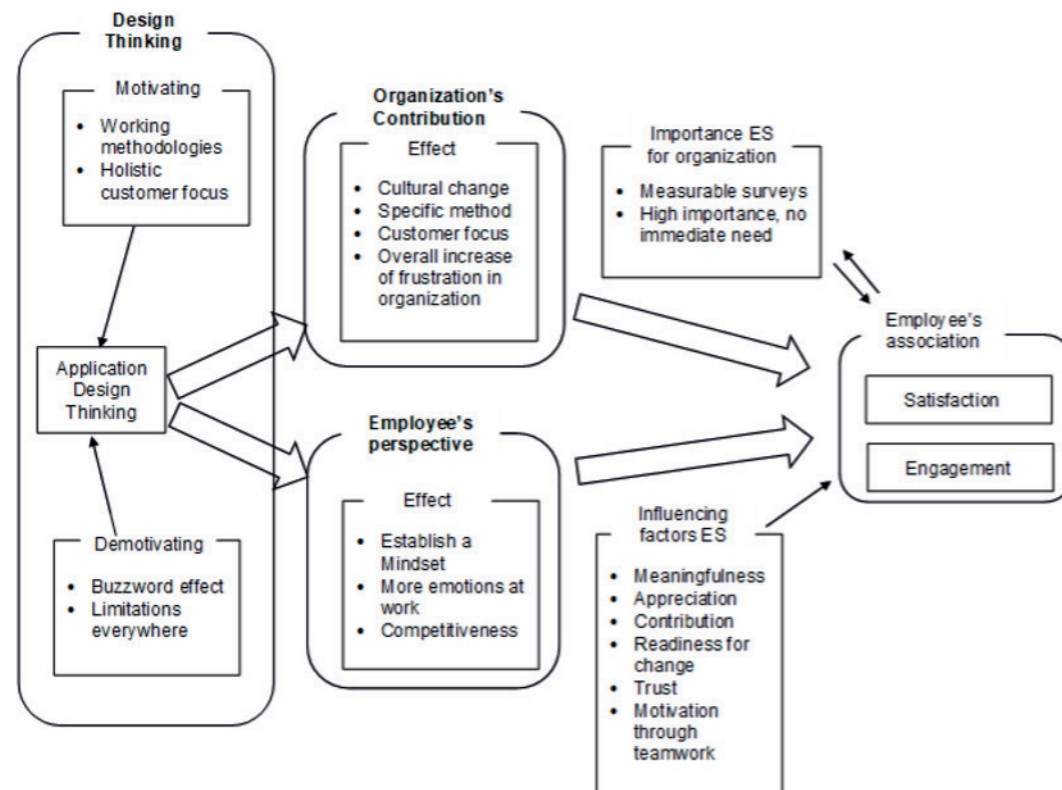 Design
Thinking
Motivating
• Working
methodologies
• Holistic
customer focus
Application
Design
Thinking
Demotivating
• Buzzword effect
• Limitations
everywhere
Organization's
Contribution
Effect
• Cultural change
• Specific method
• Customer focus
• Overall increase
of frustration in
organization
Employee's
perspective
Effect
• Establish a
Mindset
• More emotions at
work
• Competitiveness
Importance ES
for organization
• Measurable surveys
• High importance, no
immediate need
Influencing
factors ES
• Meaningfulness
• Appreciation
• Contribution
• Readiness for
change
• Trust
• Motivation
through
teamwork
Employee's
association
Satisfaction
Engagement